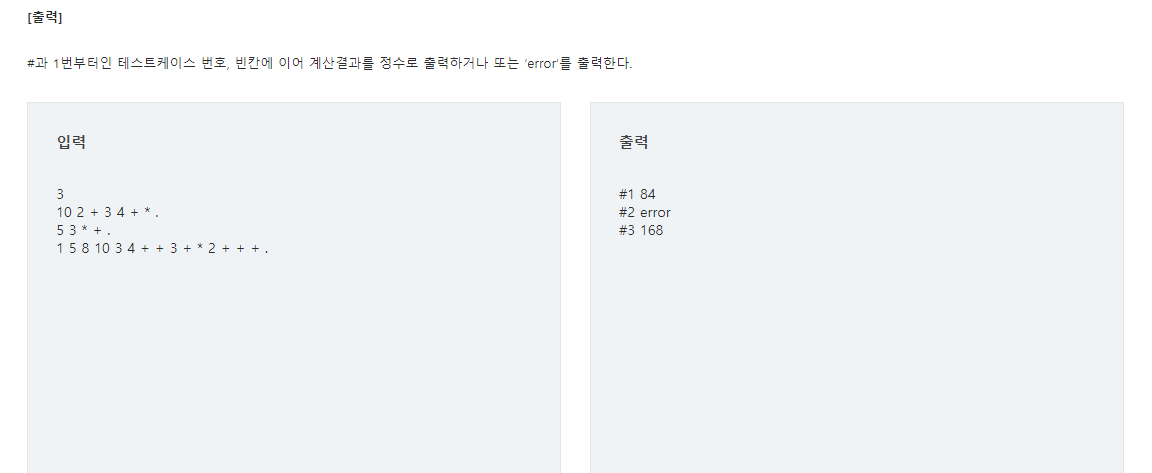 [출력]
#과 1번부터인 테스트케이스 번호, 빈칸에 이어 계산결과를 정수로 출력하거나 또는 ‘error’를 출력한다.
입력
3
10 2 + 3 4 + * .
5 3 * + .
1 5 8 10 3 4 + + 3 + * 2 + + + .
출력
#1 84
#2 error
#3 168